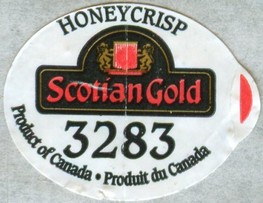 HONEYCRISP
Scotian Gold
3283
Product of Canada • Produit du Canada